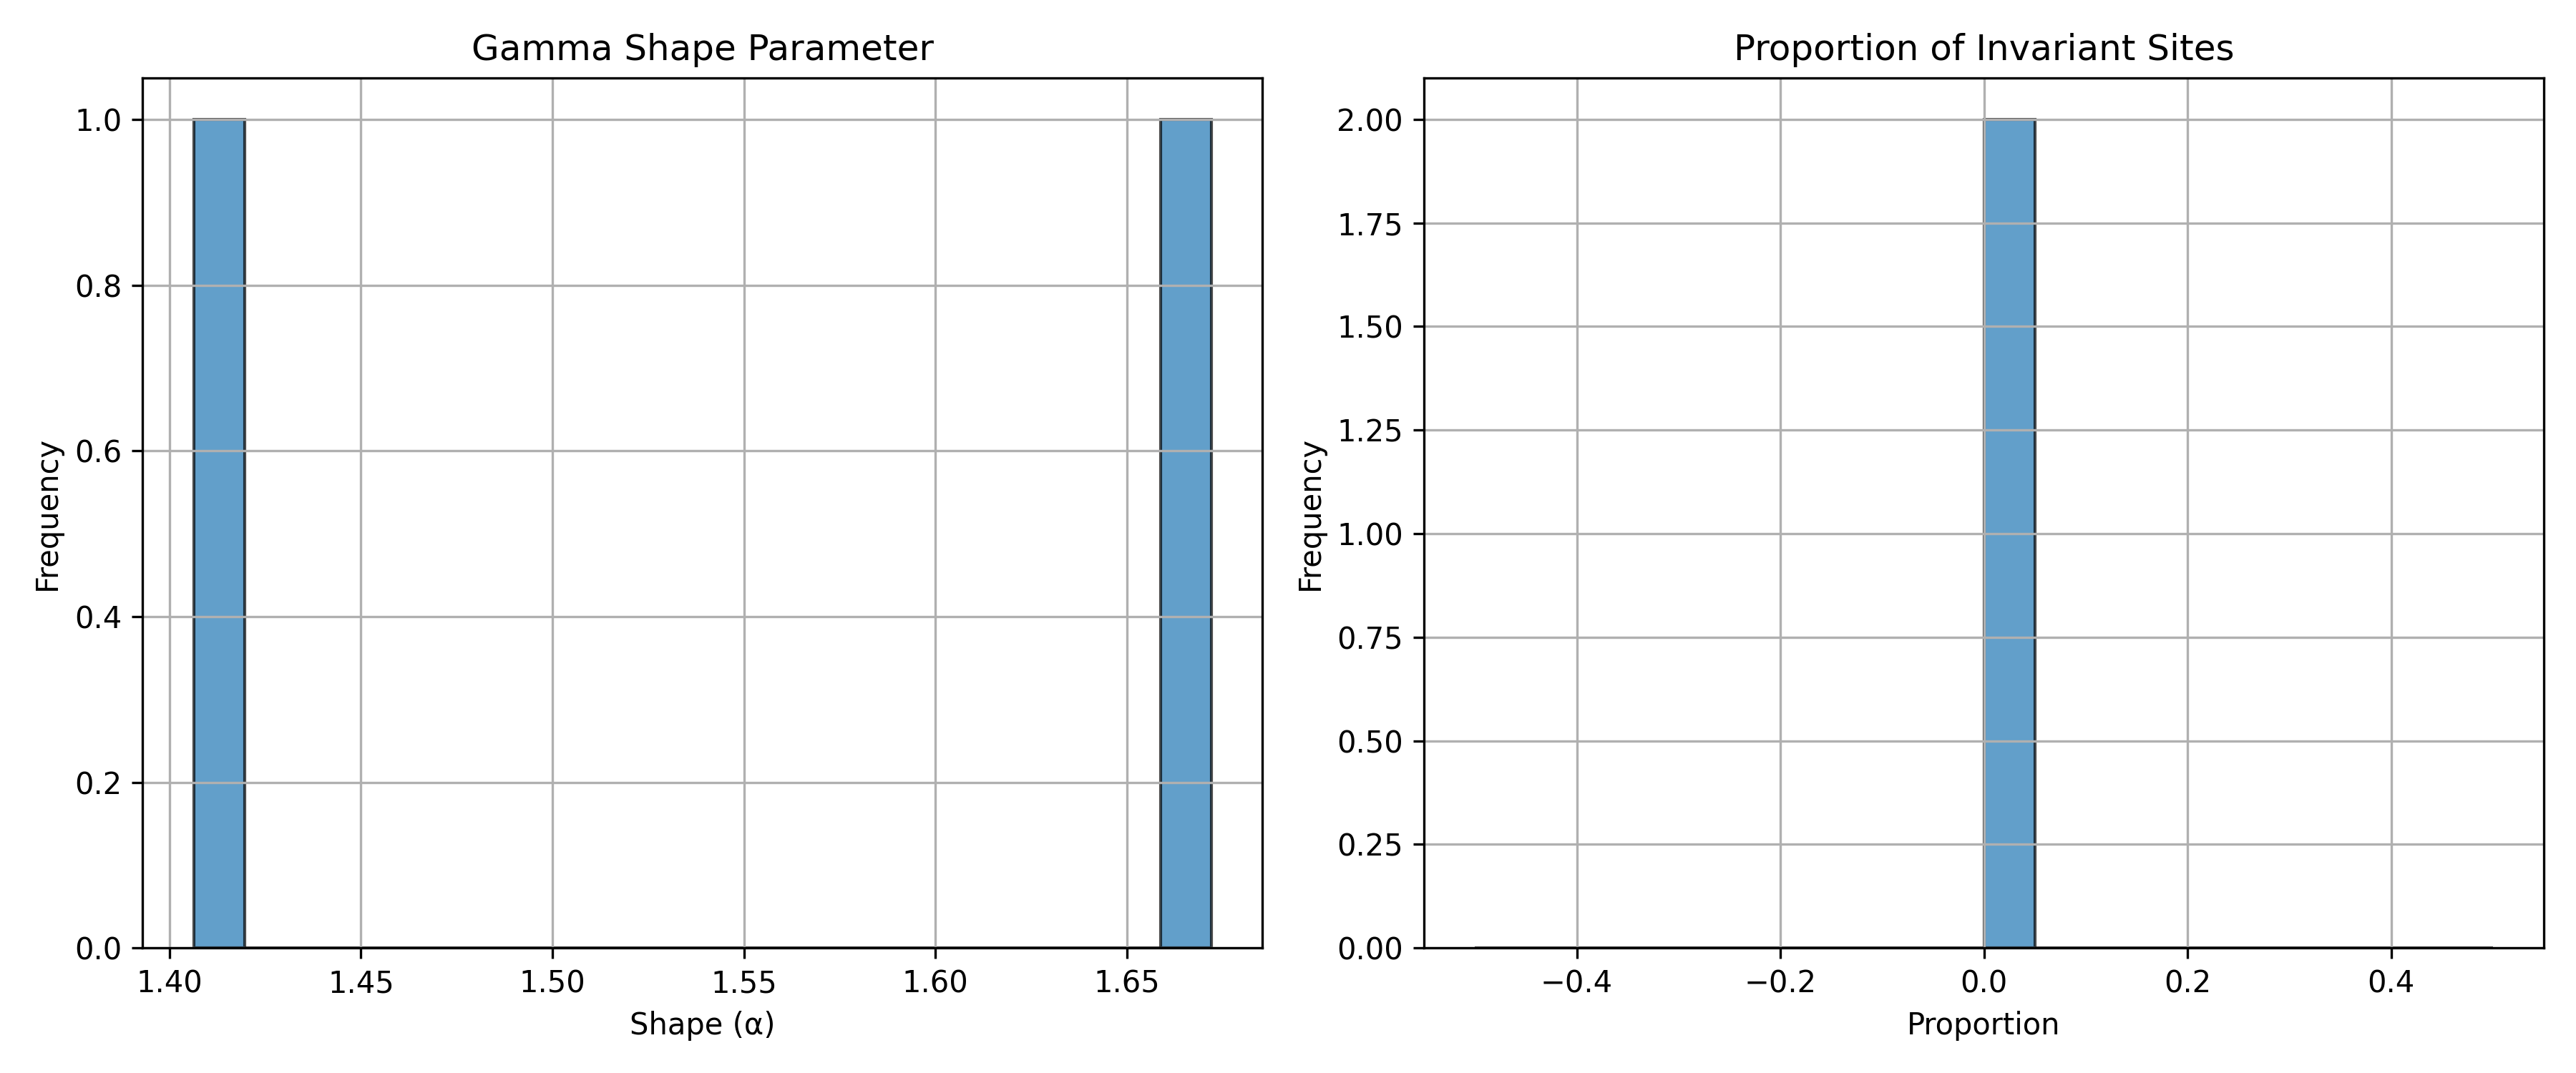 Gamma Shape Parameter
Frequency
1.0
0.8
0.6
0.4
0.2
0.0
1.40 1.45 1.50 1.55 1.60 1.65
Shape (α)
Proportion of Invariant Sites
Frequency
2.00
1.75
1.50
1.25
1.00
0.75
0.50
0.25
0.00
−0.4 −0.2 0.0 0.2 0.4
Proportion